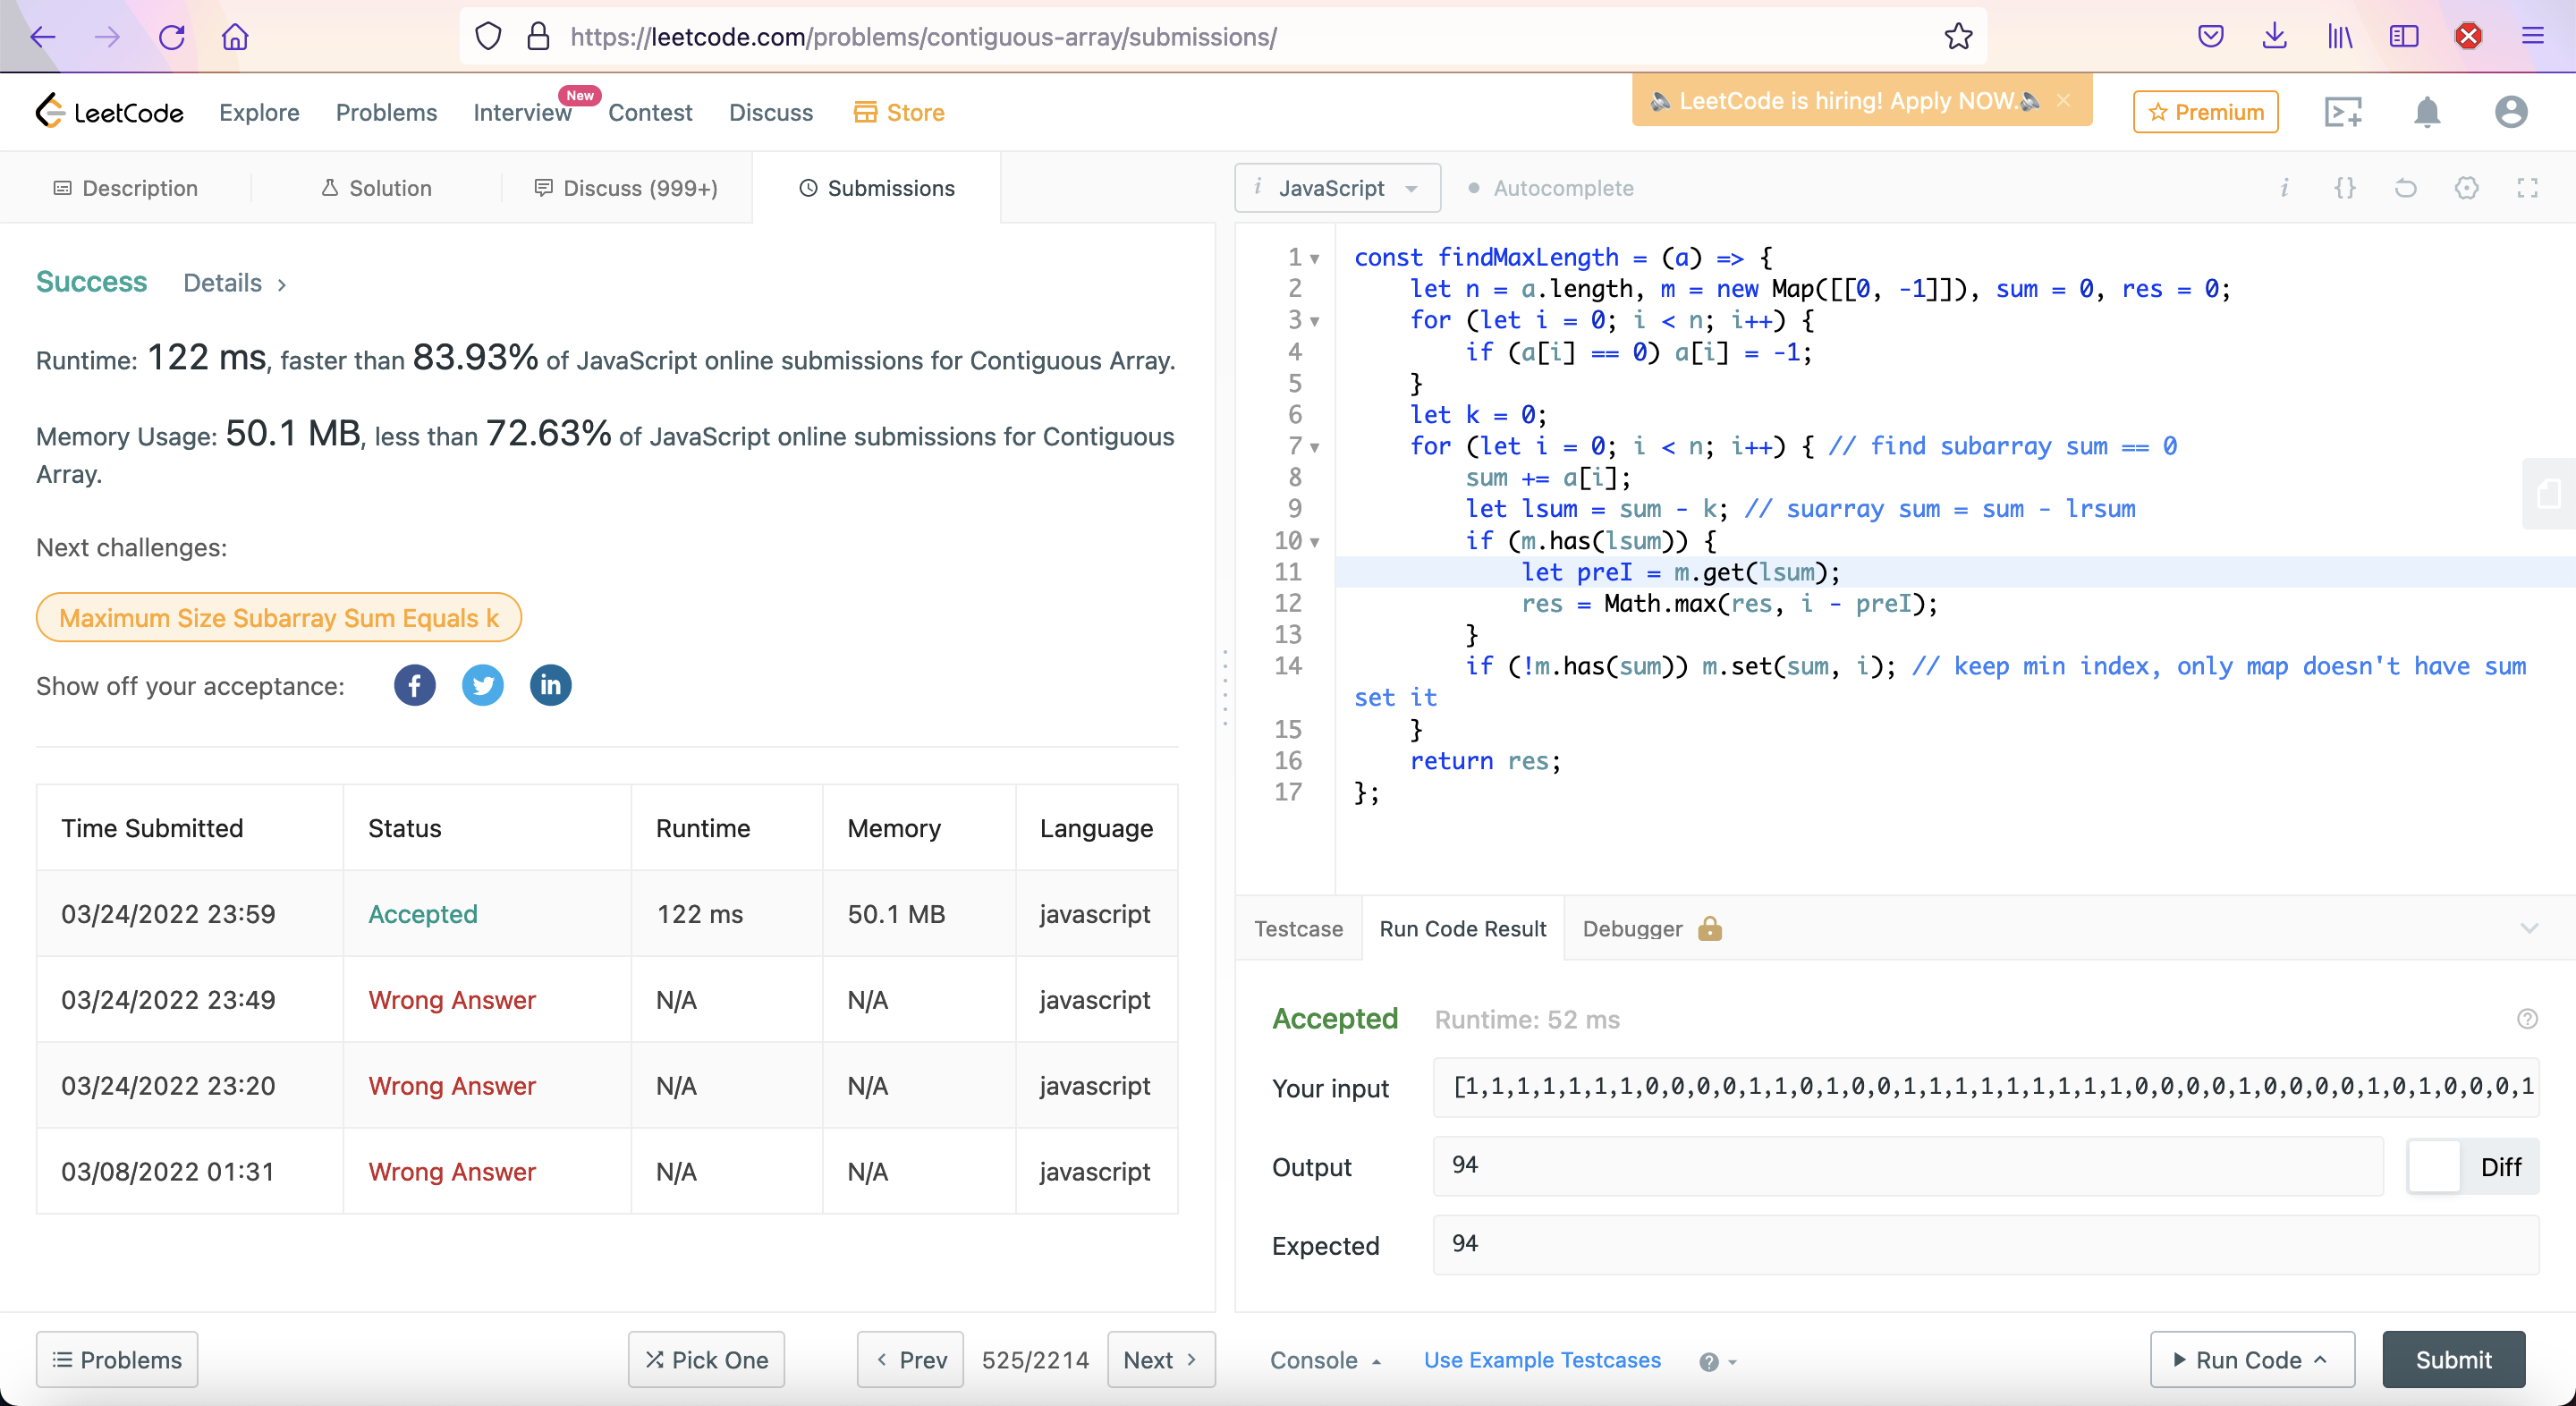 https://leetcode.com/problems/contiguous-array/submissions/
LeetCode
Explore
Problems
Interview
New
Contest
Discuss
Store
LeetCode is hiring! Apply NOW.
Premium
Description
Solution
Discuss (999+)
Submissions
Success
Details
Runtime: 122 ms, faster than 83.93% of JavaScript online submissions for Contiguous Array.
Memory Usage: 50.1 MB, less than 72.63% of JavaScript online submissions for Contiguous
Array.
Next challenges:
Maximum Size Subarray Sum Equals k
Show off your acceptance:
Time Submitted Status Runtime Memory Language
03/24/2022 23:59 Accepted 122 ms 50.1 MB javascript
03/24/2022 23:49 Wrong Answer N/A N/A javascript
03/24/2022 23:20 Wrong Answer N/A N/A javascript
03/08/2022 01:31 Wrong Answer N/A N/A javascript
Problems
Pick One
Prev
525/2214
Next
i JavaScript
Autocomplete
i {}
1 const findMaxLength = (a) => {
2 let n = a.length, m = new Map([[0, -1]]), sum = 0, res = 0;
3 for (let i = 0; i < n; i++) {
4 if (a[i] == 0) a[i] = -1;
5 }
6 let k = 0;
7 for (let i = 0; i < n; i++) { // find subarray sum == 0
8 sum += a[i];
9 let lsum = sum - k; // suarray sum = sum - lrsum
10 if (m.has(lsum)) {
11 let preI = m.get(lsum);
12 res = Math.max(res, i - preI);
13 }
14 if (!m.has(sum)) m.set(sum, i); // keep min index, only map doesn't have sum
set it
15 }
16 return res;
17 };
Testcase
Run Code Result
Debugger
Accepted
Runtime: 52 ms
Your input
[1,1,1,1,1,1,1,0,0,0,0,1,1,0,1,0,0,1,1,1,1,1,1,1,1,1,0,0,0,0,1,0,0,0,0,1,0,1,0,0,0,1
Output
94
Diff
Expected
94
Console
Use Example Testcases
Run Code
Submit